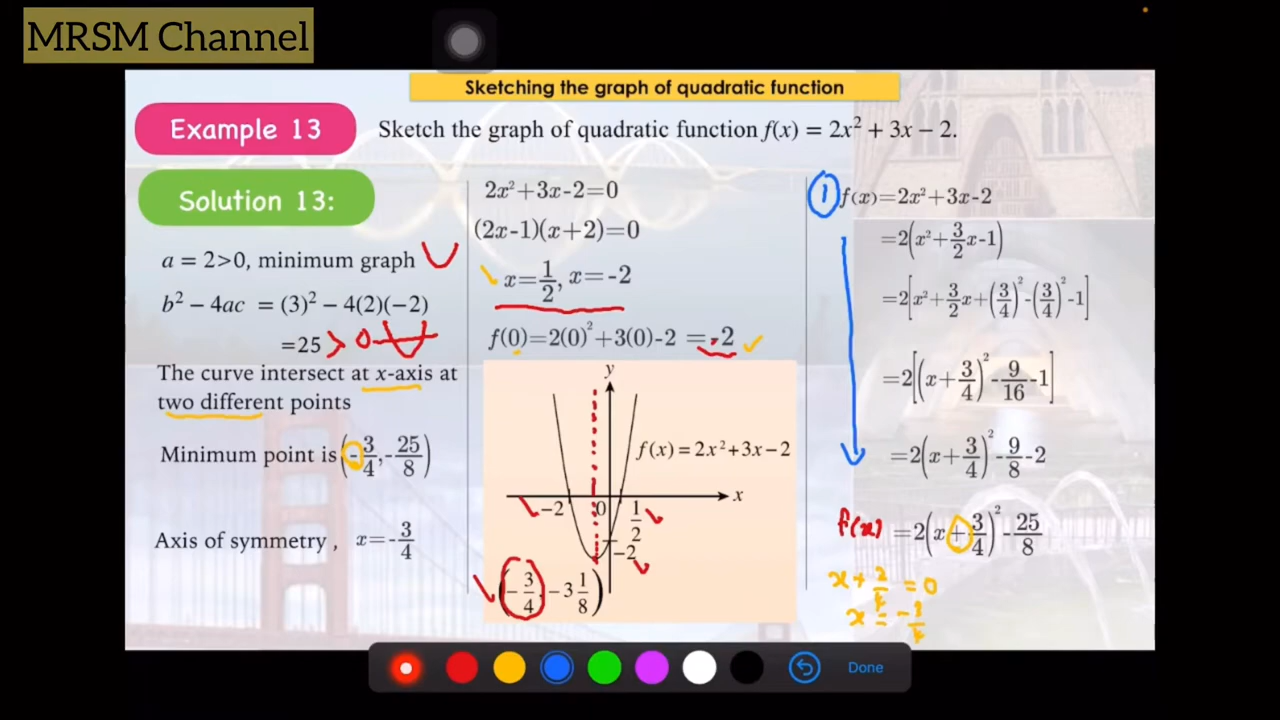 MRSM Channel
Sketching the graph of quadratic function
Example 13
Sketch the graph of quadratic function f(x) = 2x² + 3x − 2.
Solution 13:
a = 2>0, minimum graph
b² − 4ac = (3)² − 4(2)(−2)
=25 > 0
The curve intersect at x-axis at
two different points
Minimum point is (-3/4, -25/8)
Axis of symmetry, x=-3/4
2x²+3x-2=0
(2x-1)(x+2)=0
x=1/2, x=-2
f(0)=2(0)²+3(0)-2 =-2
y
f(x) = 2x²+3x−2
x
−2
0
1/2
−2
(-3/4, −3 1/8)
1
f(x)=2x²+3x-2
=2(x²+3/2x-1)
=2[x²+3/2x+(3/4)²-(3/4)²-1]
=2[(x+3/4)²-9/16-1]
=2(x+3/4)²-9/8-2
f(x) =2(x+3/4)²-25/8
Done